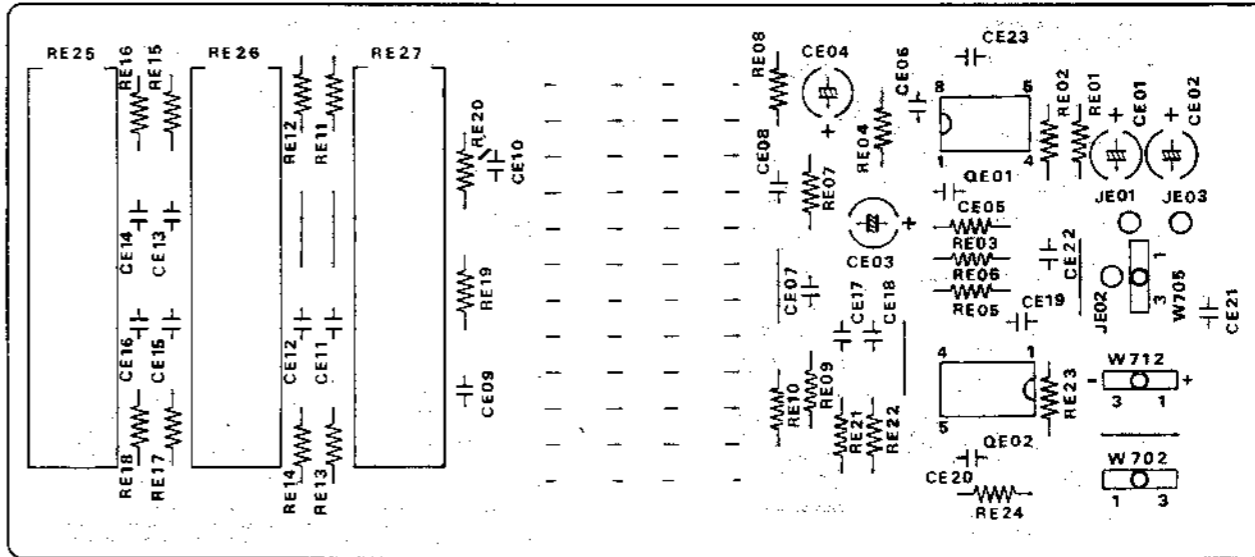 RE25
RE16
RE15
RE26
RE12
RE11
RE27
RE20
CE10
RE08
CE04
+
CE06
CE23
8
5
1
4
RE02
RE01
+
CE01
+
CE02
RE04
CE08
RE07
QE01
JE01
JE03
CE05
+
CE03
RE03
RE06
RE05
CE22
1
3
JE02
W705
CE21
CE14
CE13
RE19
CE07
CE17
CE18
CE19
CE16
CE15
CE12
CE11
CE09
4
1
5
RE23
W712
-
+
3
1
RE10
RE09
RE21
RE22
QE02
CE20
RE24
W702
1
3
RE18
RE17
RE14
RE13